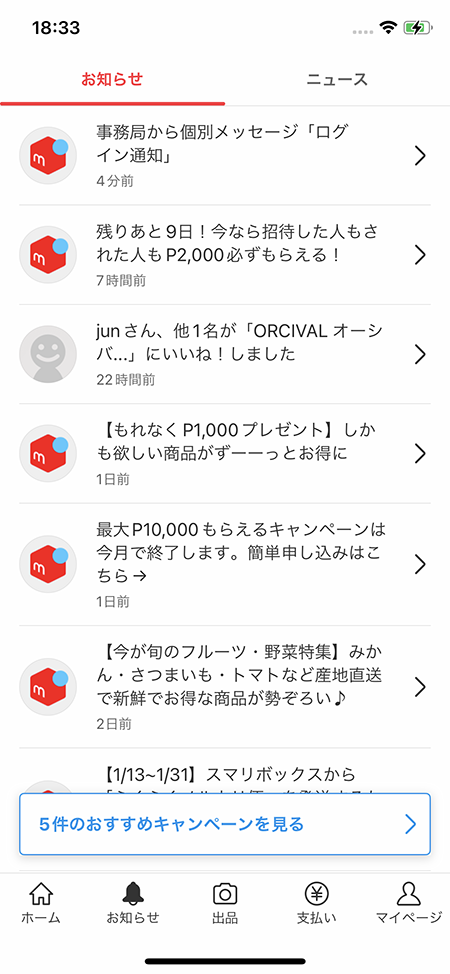 18:33
お知らせ
ニュース
事務局から個別メッセージ「ログ
イン通知」
4分前
残りあと9日！今なら招待した人もさ
れた人もP2,000必ずもらえる！
7時間前
junさん、他1名が「ORCIVAL オーシ
バ...」にいいね！しました
22時間前
【もれなくP1,000プレゼント】しか
も欲しい商品がずーーっとお得に
1日前
最大P10,000もらえるキャンペーンは
今月で終了します。簡単申し込みはこ
ちら→
1日前
【今が旬のフルーツ・野菜特集】みか
ん・さつまいも・トマトなど産地直送
で新鮮でお得な商品が勢ぞろい♪
2日前
【1/13~1/31】スマリボックスから
5件のおすすめキャンペーンを見る
ホーム
お知らせ
出品
支払い
マイページ